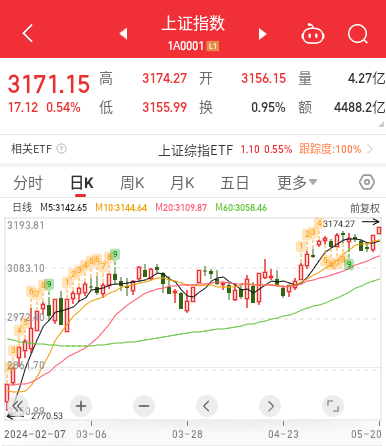 上证指数
1A0001 L1
3171.15 高 3174.27 开 3156.15 量 4.27亿
17.12 0.54% 低 3155.99 换 0.95% 额 4488.2亿
相关ETF ? 上证综指ETF 1.10 0.55% 跟踪度:100%
分时 日K 周K 月K 五日 更多
日线 M5:3142.65 M10:3144.64 M20:3109.87 M60:3058.46 前复权
3193.81
3174.27
3083.10
2972.40
2861.70
2770.53
2024-02-07 03-06 03-28 04-23 05-20